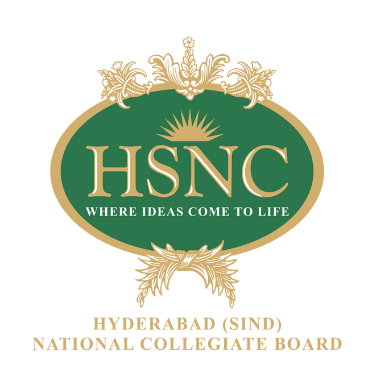 HSNC
WHERE IDEAS COME TO LIFE
HYDERABAD (SIND)
NATIONAL COLLEGIATE BOARD